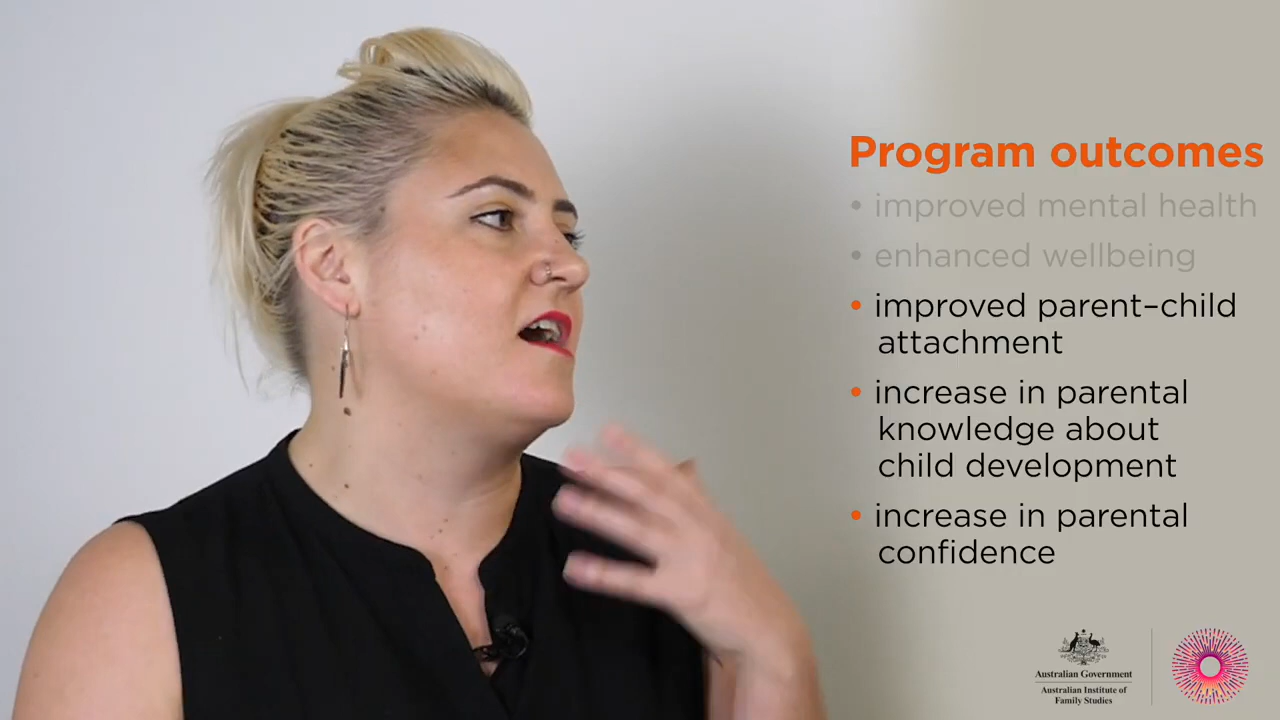 Program outcomes
• improved mental health
• enhanced wellbeing
• improved parent–child
attachment
• increase in parental
knowledge about
child development
• increase in parental
confidence
Australian Government
Australian Institute of
Family Studies